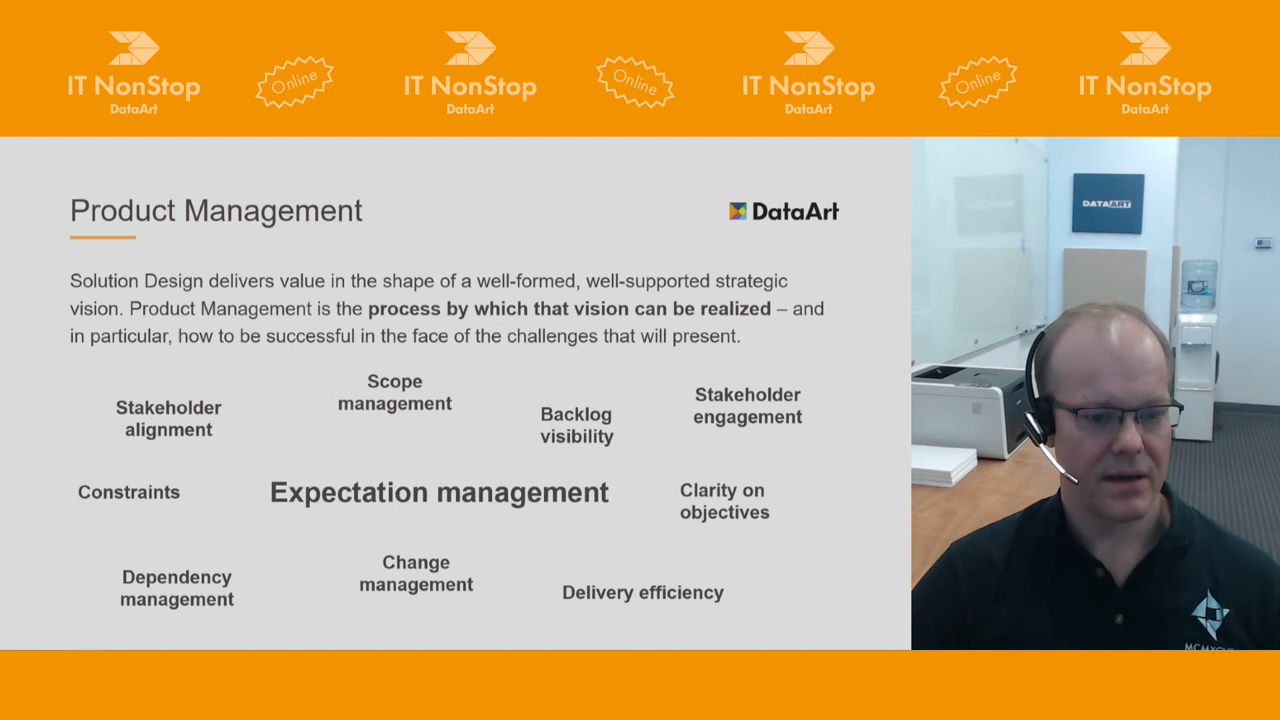 IT NonStop
DataArt
Online
IT NonStop
DataArt
Online
IT NonStop
DataArt
Online
IT NonStop
DataArt
Product Management
DataArt
Solution Design delivers value in the shape of a well-formed, well-supported strategic
vision. Product Management is the process by which that vision can be realized – and
in particular, how to be successful in the face of the challenges that will present.
Stakeholder
alignment
Scope
management
Backlog
visibility
Stakeholder
engagement
Constraints
Expectation management
Clarity on
objectives
Dependency
management
Change
management
Delivery efficiency
DATAART